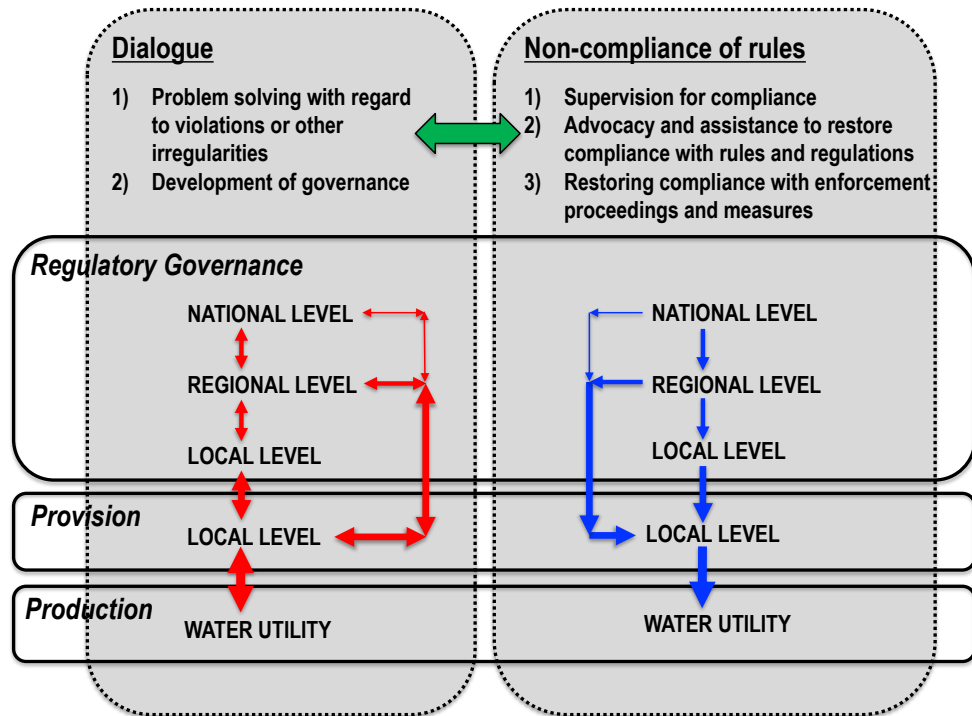 Dialogue
1) Problem solving with regard
to violations or other
irregularities
2) Development of governance
Non-compliance of rules
1) Supervision for compliance
2) Advocacy and assistance to restore
compliance with rules and regulations
3) Restoring compliance with enforcement
proceedings and measures
Regulatory Governance
NATIONAL LEVEL
REGIONAL LEVEL
LOCAL LEVEL
NATIONAL LEVEL
REGIONAL LEVEL
LOCAL LEVEL
Provision
LOCAL LEVEL
LOCAL LEVEL
Production
WATER UTILITY
WATER UTILITY